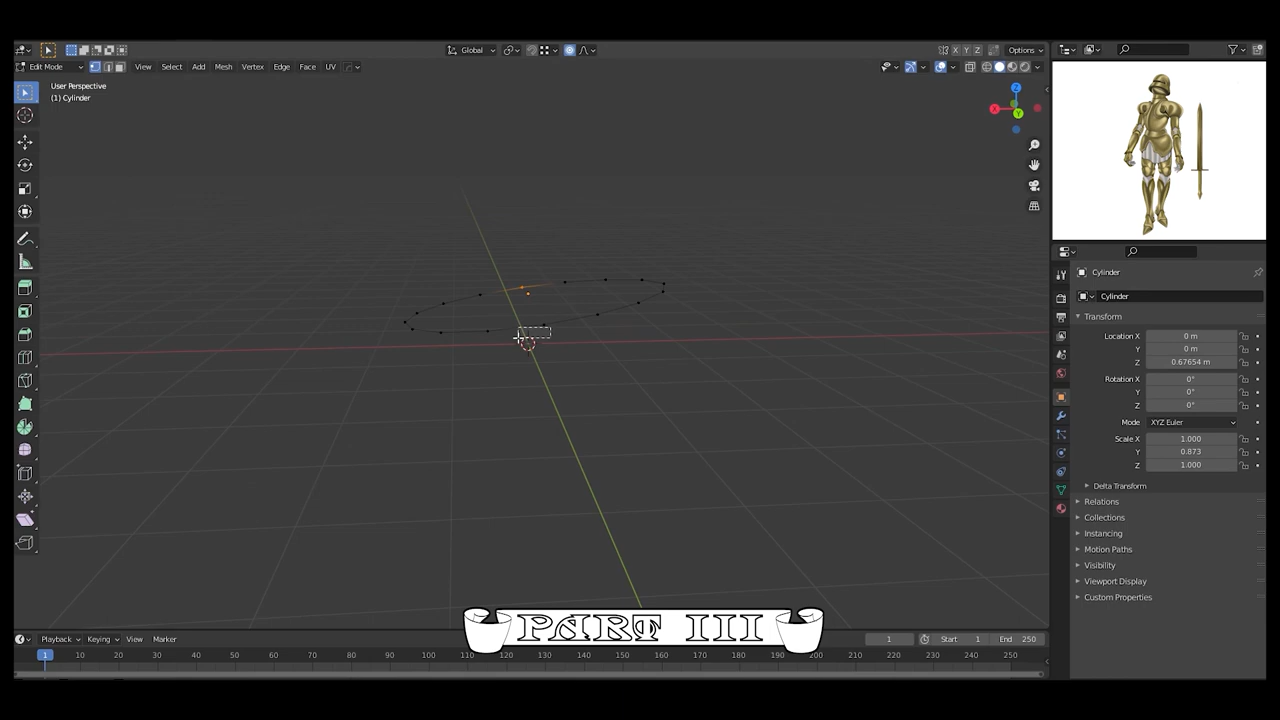 Global
X Y Z
Options
Edit Mode
View Select Add Mesh Vertex Edge Face UV
User Perspective
(1) Cylinder
Z
X
Y
Cylinder
Cylinder
Transform
Location X 0 m
Y 0 m
Z 0.67654 m
Rotation X 0°
Y 0°
Z 0°
Mode XYZ Euler
Scale X 1.000
Y 0.873
Z 1.000
Delta Transform
Relations
Collections
Instancing
Motion Paths
Visibility
Viewport Display
Custom Properties
PART III
Playback Keying View Marker
1 Start 1 End 250
1 10 20 30 40 50 60 70 80 90 100 110 120 130 140 150 160 170 180 190 200 210 220 230 240 250